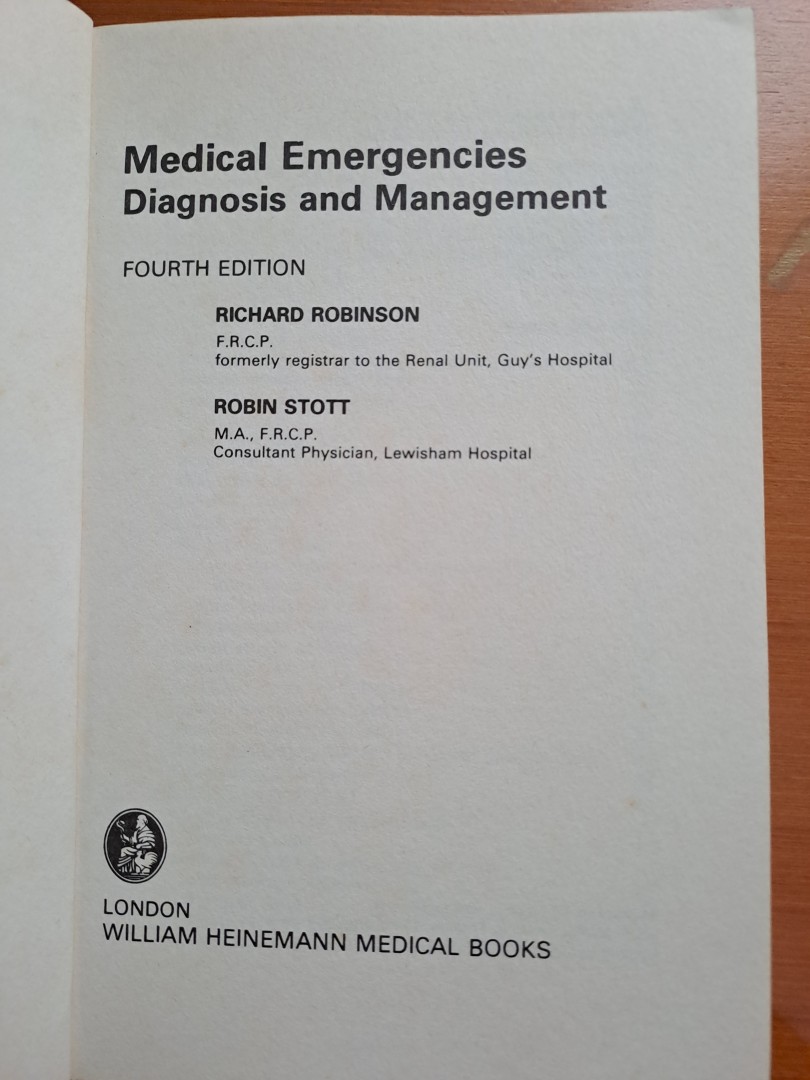 Medical Emergencies
Diagnosis and Management
FOURTH EDITION
RICHARD ROBINSON
F.R.C.P.
formerly registrar to the Renal Unit, Guy's Hospital
ROBIN STOTT
M.A., F.R.C.P.
Consultant Physician, Lewisham Hospital
LONDON
WILLIAM HEINEMANN MEDICAL BOOKS